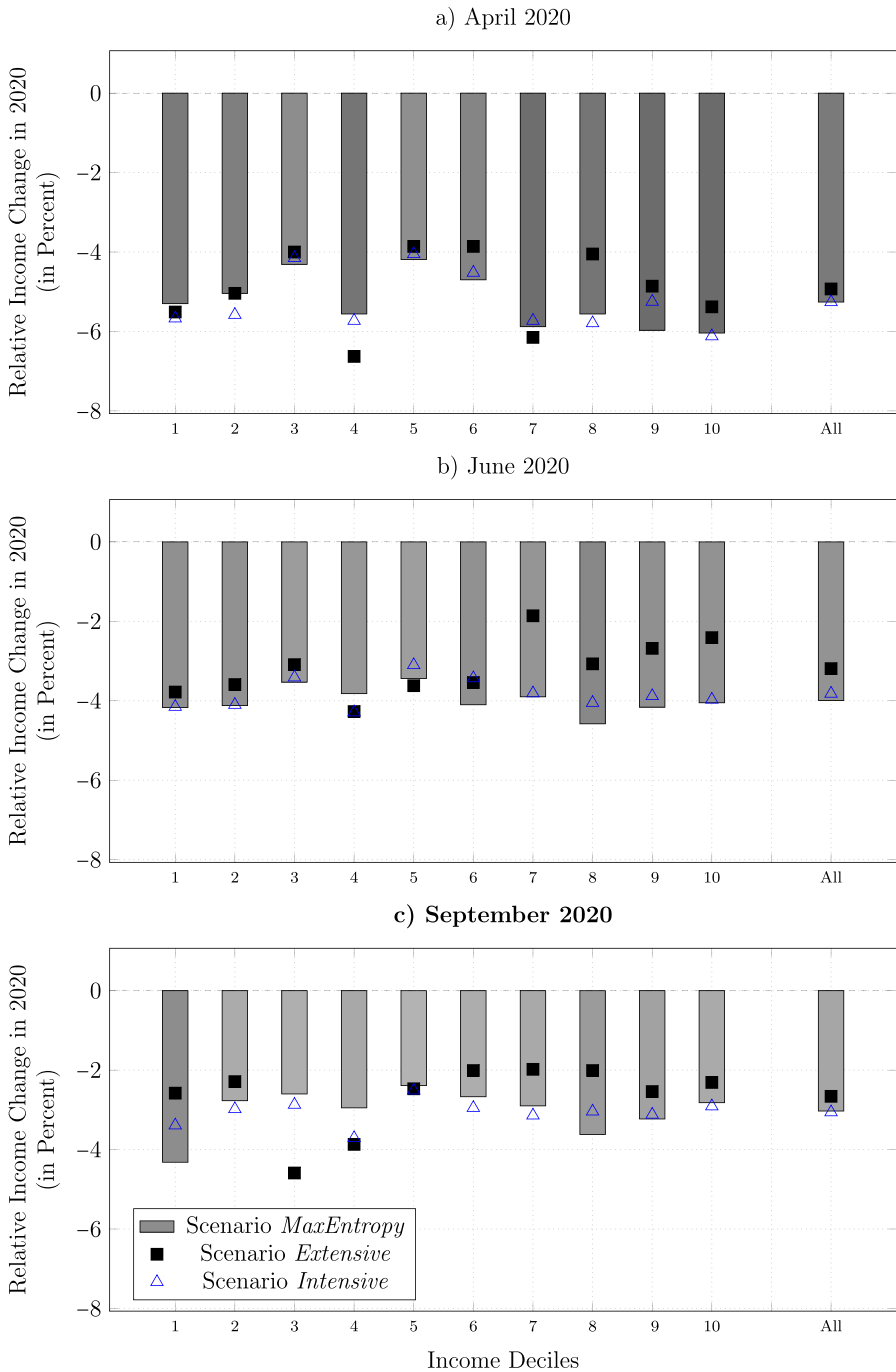 a) April 2020
Relative Income Change in 2020
(in Percent)
0
−2
−4
−6
−8
1 2 3 4 5 6 7 8 9 10 All
b) June 2020
Relative Income Change in 2020
(in Percent)
0
−2
−4
−6
−8
1 2 3 4 5 6 7 8 9 10 All
c) September 2020
Relative Income Change in 2020
(in Percent)
0
−2
−4
−6
−8
Scenario MaxEntropy
Scenario Extensive
Scenario Intensive
1 2 3 4 5 6 7 8 9 10 All
Income Deciles